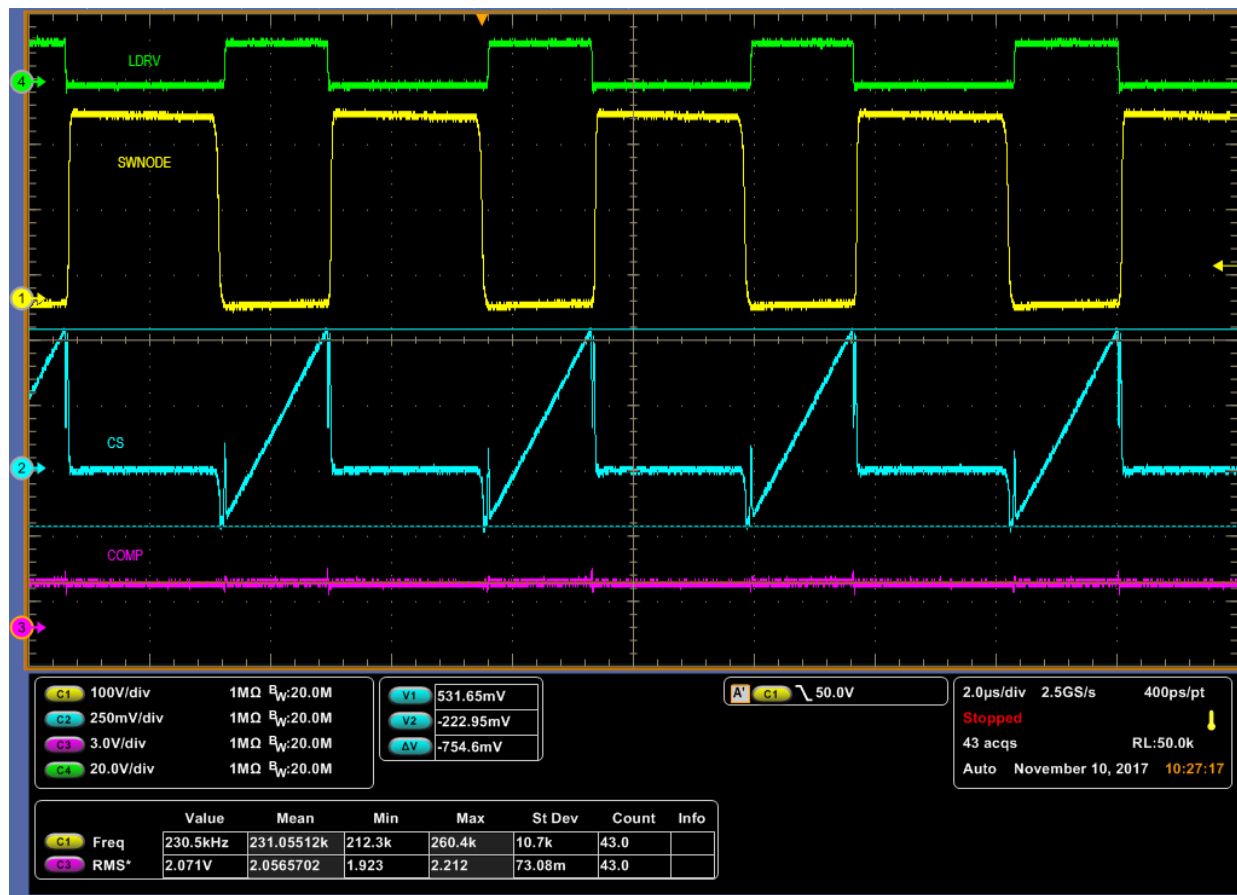 LDRV
4
SWNODE
1
CS
2
COMP
3
C1 100V/div 1MΩ BW:20.0M
C2 250mV/div 1MΩ BW:20.0M
C3 3.0V/div 1MΩ BW:20.0M
C4 20.0V/div 1MΩ BW:20.0M
V1 531.65mV
V2 -222.95mV
ΔV -754.6mV
A' C1 50.0V
2.0µs/div 2.5GS/s 400ps/pt
Stopped
43 acqs RL:50.0k
Auto November 10, 2017 10:27:17
Value Mean Min Max St Dev Count Info
C1 Freq 230.5kHz 231.05512k 212.3k 260.4k 10.7k 43.0
C3 RMS* 2.071V 2.0565702 1.923 2.212 73.08m 43.0